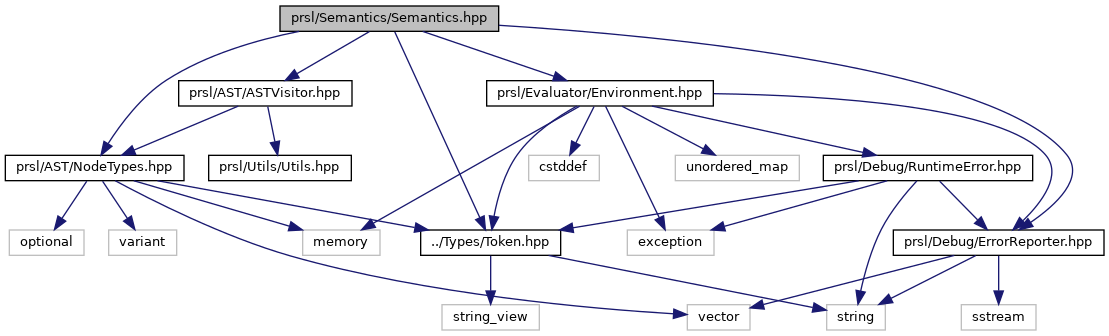 prsl/Semantics/Semantics.hpp
prsl/AST/ASTVisitor.hpp
prsl/Evaluator/Environment.hpp
prsl/AST/NodeTypes.hpp
prsl/Utils/Utils.hpp
cstddef
unordered_map
prsl/Debug/RuntimeError.hpp
optional
variant
memory
../Types/Token.hpp
exception
prsl/Debug/ErrorReporter.hpp
string_view
vector
string
sstream